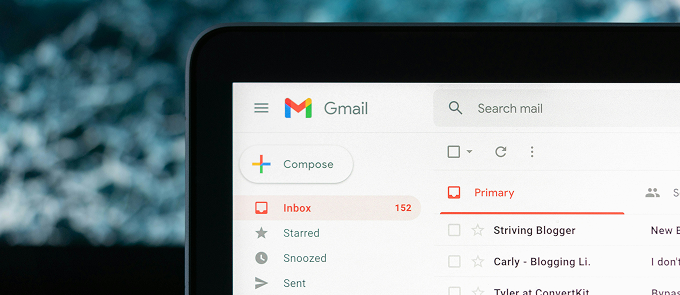 Gmail
Search mail
Compose
Primary
S
Inbox 152
Starred
Striving Blogger New B
Snoozed
Carly - Blogging Li. I don't
Sent
Tyler at ConvertKit Bypas